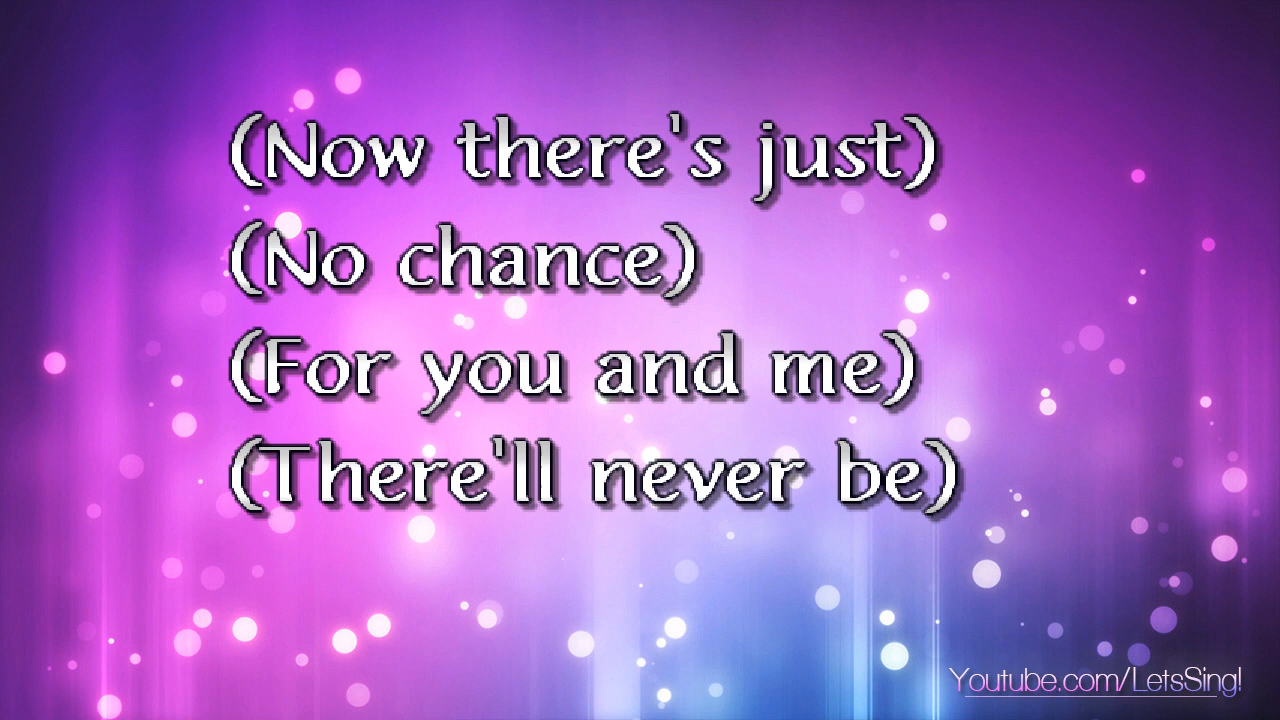 (Now there's just)
(No chance)
(For you and me)
(There'll never be)
Youtube.com/LetsSing!